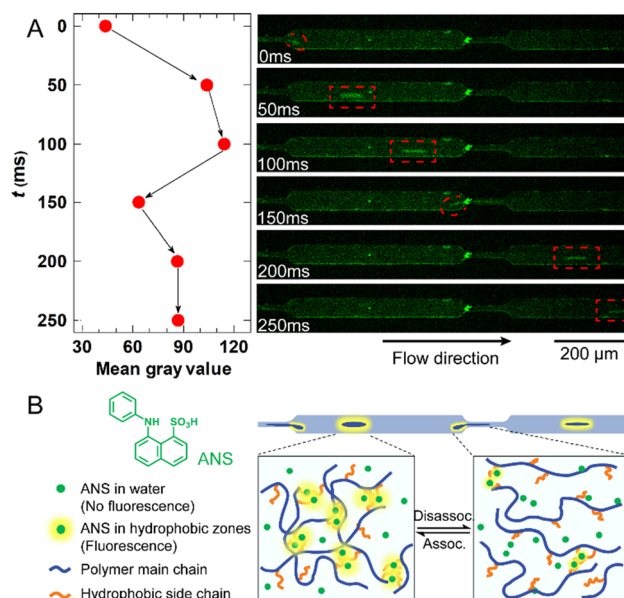 A
0
50
100
150
200
250
t (ms)
30
60
90
120
Mean gray value
0ms
50ms
100ms
150ms
200ms
250ms
Flow direction
200 μm
B
NH
SO₃H
ANS
ANS in water
(No fluorescence)
ANS in hydrophobic zones
(Fluorescence)
Polymer main chain
Hydrophobic side chain
Disassoc.
Assoc.